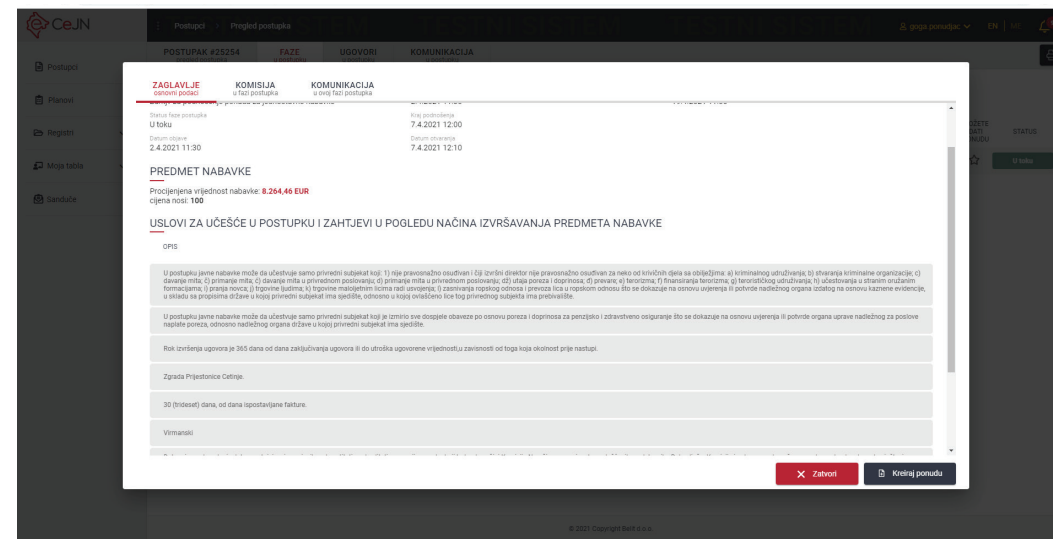 CeJN
Postupci > Pregled postupka
goga ponudjac
EN
POSTUPAK #25254
FAZE
u postupku
UGOVORI
KOMUNIKACIJA
Postupci
Planovi
Registri
Moja tabla
Sanduče
STATUS
U toku
ZAGLAVLJE
osnovni podaci
KOMISIJA
u fazi postupka
KOMUNIKACIJA
u ovoj fazi postupka
Status faze postupka
U toku
Kraj podnošenja
7.4.2021 12:00
Datum objave
2.4.2021 11:30
Datum otvaranja
7.4.2021 12:10
PREDMET NABAVKE
Procijenjena vrijednost nabavke: 8.264,46 EUR
cijena nosi: 100
USLOVI ZA UČEŠĆE U POSTUPKU I ZAHTJEVI U POGLEDU NAČINA IZVRŠAVANJA PREDMETA NABAVKE
OPIS
U postupku javne nabavke može da učestvuje samo privredni subjekat koji: 1) nije pravosnažno osuđivan i čiji izvršni direktor nije pravosnažno osuđivan za neko od krivičnih djela sa obilježjima: a) kriminalnog udruživanja; b) stvaranja kriminalne organizacije; c)
davanje mita; č) primanje mita; ć) davanje mita u privrednom poslovanju; d) primanje mita u privrednom poslovanju; dž) utaja poreza i doprinosa; đ) prevare; e) terorizma; f) finansiranja terorizma; g) terorističkog udruživanja; h) učestovanja u stranim oružanim
formacijama; i) pranja novca; j) trgovine ljudima; k) trgovine maloljetnim licima radi usvojenja; l) zasnivanja ropskog odnosa i prevoza lica u ropskom odnosu što se dokazuje na osnovu uvjerenja ili potvrde nadležnog organa izdatog na osnovu kaznene evidencije,
u skladu sa propisima države u kojoj privredni subjekat ima sjedište, odnosno u kojoj ovlašćeno lice tog privrednog subjekta ima prebivalište.
U postupku javne nabavke može da učestvuje samo privredni subjekat koji je izmirio sve dospjele obaveze po osnovu poreza i doprinosa za penzijsko i zdravstveno osiguranje što se dokazuje na osnovu uvjerenja ili potvrde organa uprave nadležnog za poslove
naplate poreza, odnosno nadležnog organa države u kojoj privredni subjekat ima sjedište.
Rok izvršenja ugovora je 365 dana od dana zaključivanja ugovora ili do utroška ugovorene vrijednosti,u zavisnosti od toga koja okolnost prije nastupi.
Zgrada Prijestonice Cetinje.
30 (trideset) dana, od dana ispostavljane fakture.
Virmanski
Zatvori
Kreiraj ponudu
© 2021 Copyright Belit d.o.o.